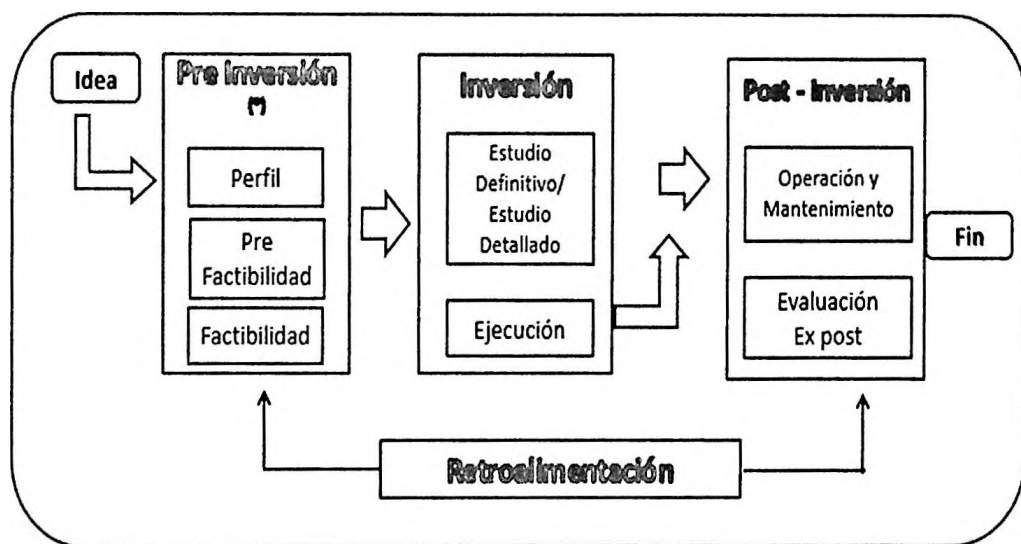 Idea
Pre Inversión
(*)
Perfil
Pre
Factibilidad
Factibilidad
Inversión
Estudio
Definitivo/
Estudio
Detallado
Ejecución
Post - Inversión
Operación y
Mantenimiento
Evaluación
Ex post
Fin
Retroalimentación